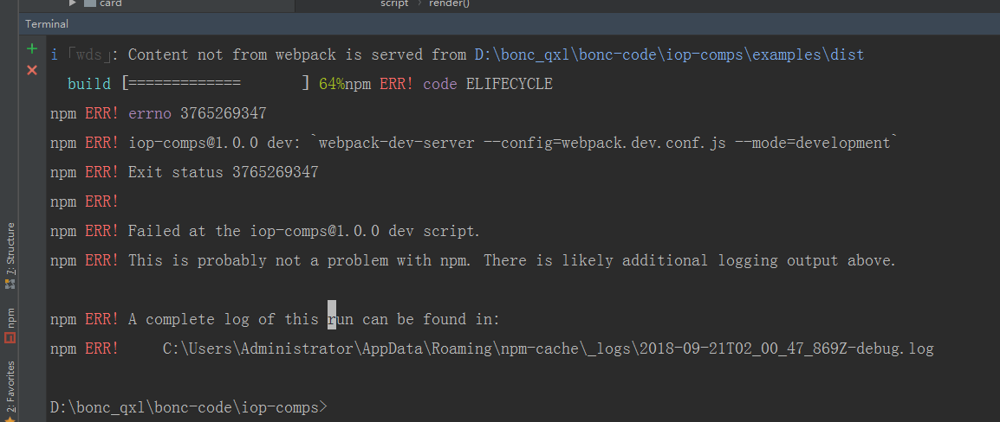 card
script › render()
Terminal
i ｢wds｣: Content not from webpack is served from D:\bonc_qxl\bonc-code\iop-comps\examples\dist
build [============= ] 64%npm ERR! code ELIFECYCLE
npm ERR! errno 3765269347
npm ERR! iop-comps@1.0.0 dev: `webpack-dev-server --config=webpack.dev.conf.js --mode=development`
npm ERR! Exit status 3765269347
npm ERR!
npm ERR! Failed at the iop-comps@1.0.0 dev script.
npm ERR! This is probably not a problem with npm. There is likely additional logging output above.
npm ERR! A complete log of this run can be found in:
npm ERR! C:\Users\Administrator\AppData\Roaming\npm-cache\_logs\2018-09-21T02_00_47_869Z-debug.log
D:\bonc_qxl\bonc-code\iop-comps>
7: Structure
npm
2: Favorites